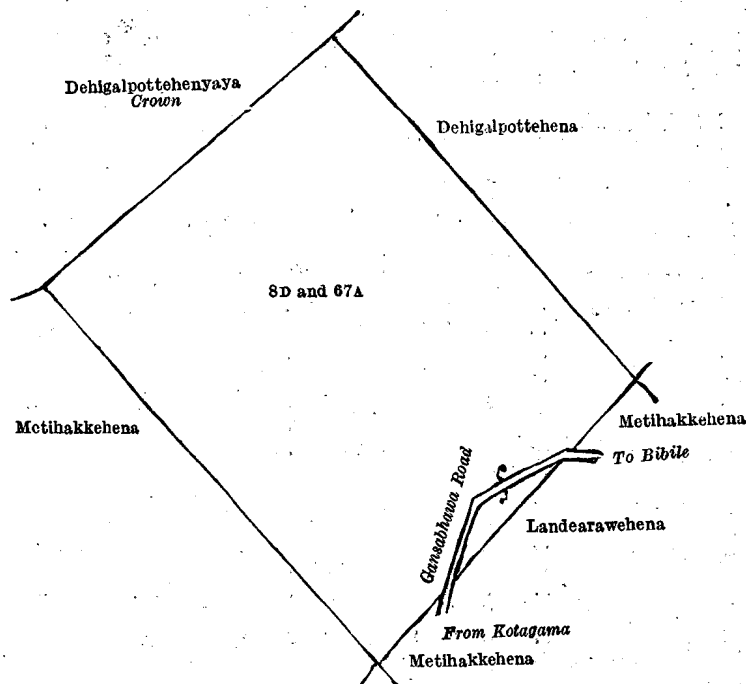 Dehigalpottehenyaya
Crown
Dehigalpottehena
8D and 67A
Metihakkehena
Metihakkehena
To Bibile
Gansabhawa Road
Landearawehena
From Kotagama
Metihakkehena